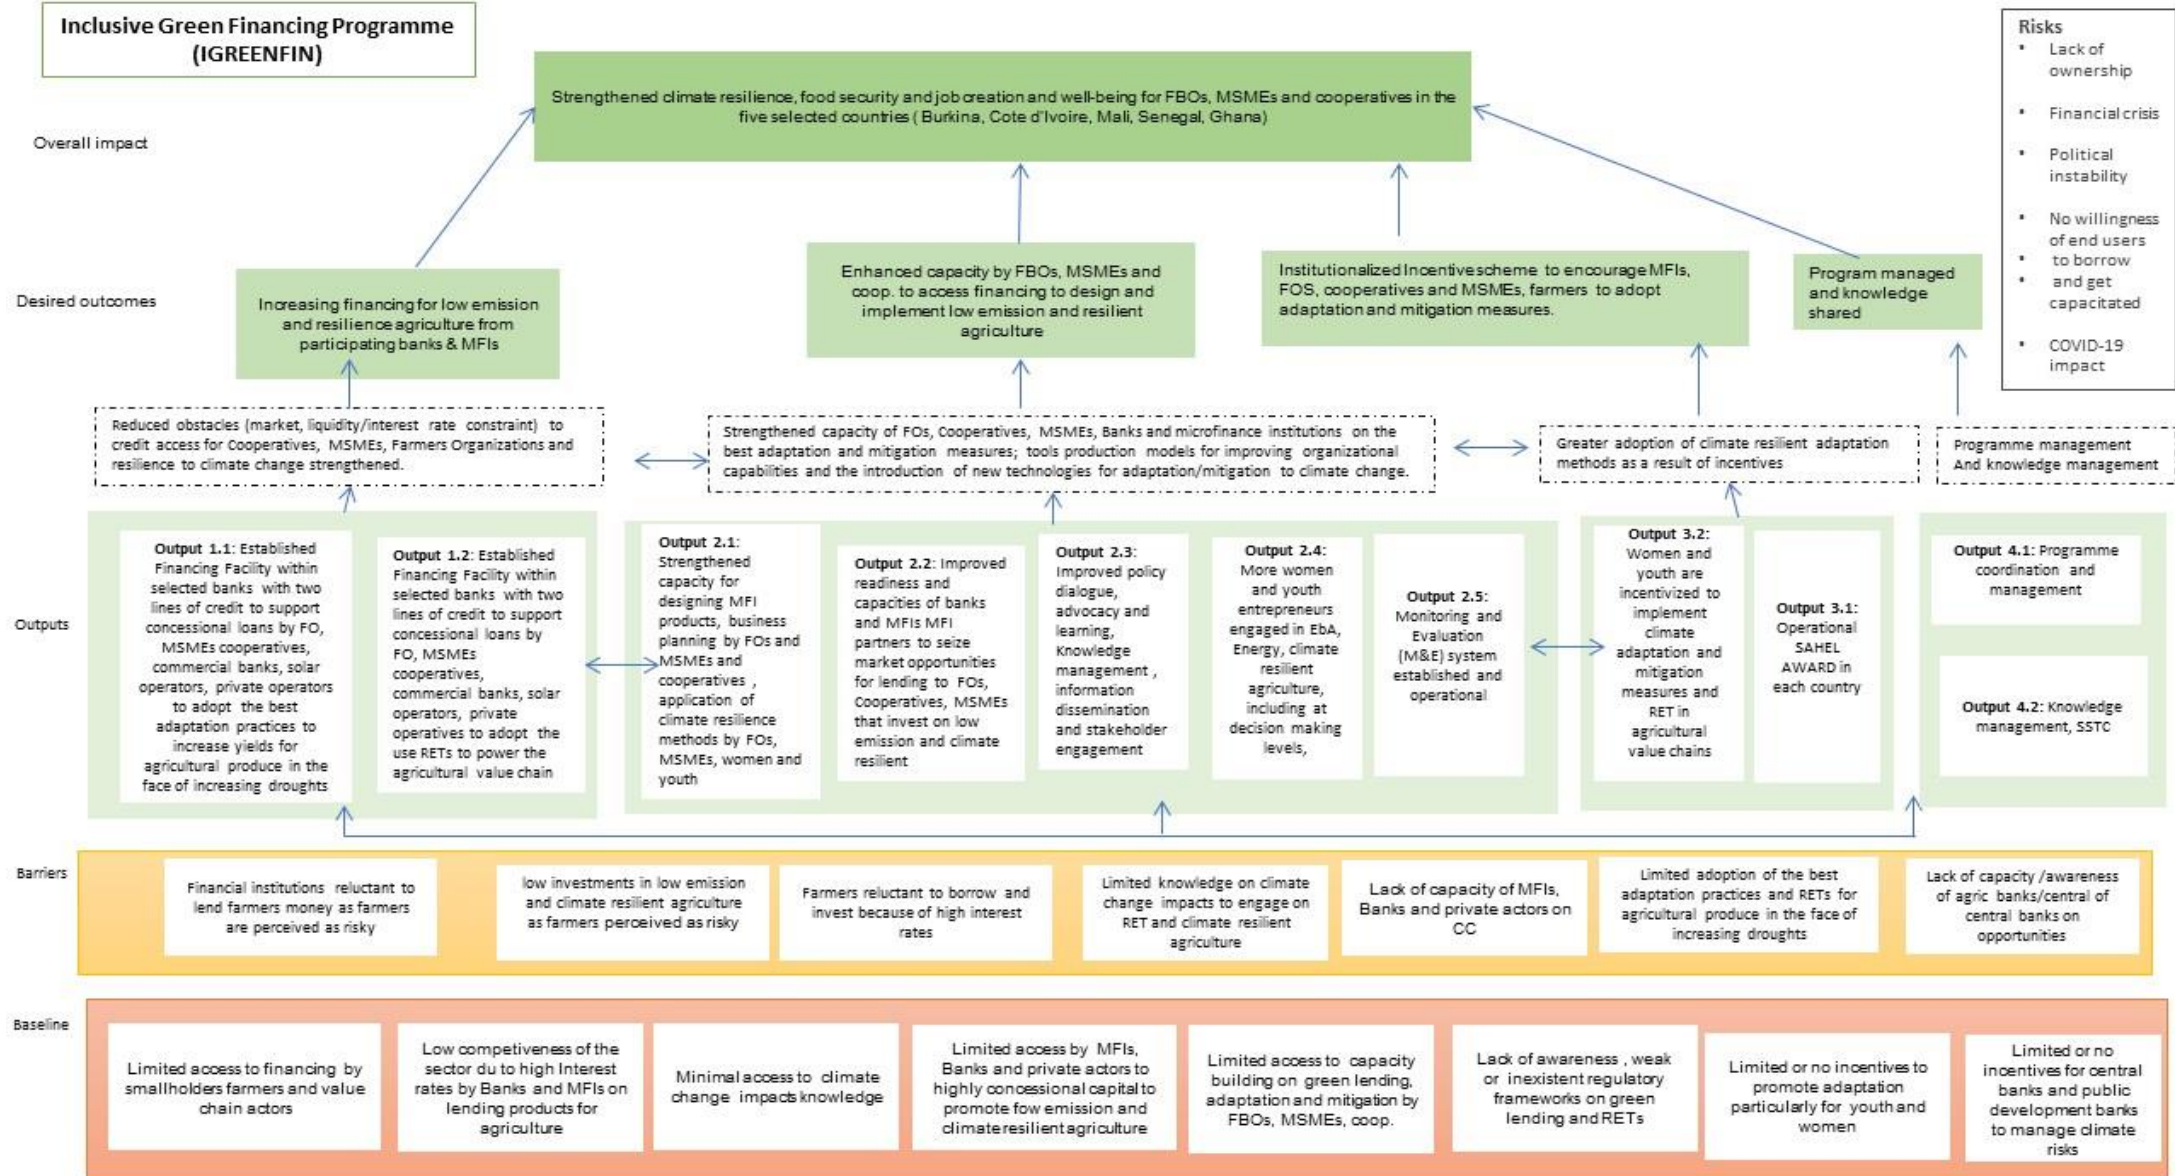 Inclusive Green Financing Programme
(IGREENFIN)
Risks
• Lack of
ownership
• Financial crisis
• Political
instability
• No willingness
of end users
• to borrow
• and get
capacitated
• COVID-19
impact
Overall impact
Strengthened climate resilience, food security and job creation and well-being for FBOs, MSMEs and cooperatives in the
five selected countries ( Burkina, Cote d'Ivoire, Mali, Senegal, Ghana)
Desired outcomes
Increasing financing for low emission
and resilience agriculture from
participating banks & MFIs
Enhanced capacity by FBOs, MSMEs and
coop. to access financing to design and
implement low emission and resilient
agriculture
Institutionalized Incentive scheme to encourage MFIs,
FOS, cooperatives and MSMEs, farmers to adopt
adaptation and mitigation measures.
Program managed
and knowledge
shared
Reduced obstacles (market, liquidity/interest rate constraint) to
credit access for Cooperatives, MSMEs, Farmers Organizations and
resilience to climate change strengthened.
Strengthened capacity of FOs, Cooperatives, MSMEs, Banks and microfinance institutions on the
best adaptation and mitigation measures; tools production models for improving organizational
capabilities and the introduction of new technologies for adaptation/mitigation to climate change.
Greater adoption of climate resilient adaptation
methods as a result of incentives
Programme management
And knowledge management
Outputs
Output 1.1: Established
Financing Facility within
selected banks with two
lines of credit to support
concessional loans by FO,
MSMEs cooperatives,
commercial banks, solar
operators, private operators
to adopt the best
adaptation practices to
increase yields for
agricultural produce in the
face of increasing droughts
Output 1.2: Established
Financing Facility within
selected banks with two
lines of credit to support
concessional loans by
FO, MSMEs
cooperatives,
commercial banks, solar
operators, private
operatives to adopt the
use RETs to power the
agricultural value chain
Output 2.1:
Strengthened
capacity for
designing MFI
products, business
planning by FOs and
MSMEs and
cooperatives ,
application of
climate resilience
methods by FOs,
MSMEs, women and
youth
Output 2.2: Improved
readiness and
capacities of banks
and MFIs MFI
partners to seize
market opportunities
for lending to FOs,
Cooperatives, MSMEs
that invest on low
emission and climate
resilient
Output 2.3:
Improved policy
dialogue,
advocacy and
learning,
Knowledge
management ,
information
dissemination
and stakeholder
engagement
Output 2.4:
More women
and youth
entrepreneurs
engaged in EbA,
Energy, climate
resilient
agriculture,
including at
decision making
levels,
Output 2.5:
Monitoring and
Evaluation
(M&E) system
established and
operational
Output 3.2:
Women and
youth are
incentivized to
implement
climate
adaptation and
mitigation
measures and
RET in
agricultural
value chains
Output 3.1:
Operational
SAHEL
AWARD in
each country
Output 4.1: Programme
coordination and
management
Output 4.2: Knowledge
management, SSTC
Barriers
Financial institutions reluctant to
lend farmers money as farmers
are perceived as risky
low investments in low emission
and climate resilient agriculture
as farmers perceived as risky
Farmers reluctant to borrow and
invest because of high interest
rates
Limited knowledge on climate
change impacts to engage on
RET and climate resilient
agriculture
Lack of capacity of MFIs,
Banks and private actors on
CC
Limited adoption of the best
adaptation practices and RETs for
agricultural produce in the face of
increasing droughts
Lack of capacity /awareness
of agric banks/central of
central banks on
opportunities
Baseline
Limited access to financing by
smallholders farmers and value
chain actors
Low competiveness of the
sector du to high Interest
rates by Banks and MFIs on
lending products for
agriculture
Minimal access to climate
change impacts knowledge
Limited access by MFIs,
Banks and private actors to
highly concessional capital to
promote fow emission and
climate resilient agriculture
Limited access to capacity
building on green lending,
adaptation and mitigation by
FBOs, MSMEs, coop.
Lack of awareness , weak
or inexistent regulatory
frameworks on green
lending and RETs
Limited or no incentives to
promote adaptation
particularly for youth and
women
Limited or no
incentives for central
banks and public
development banks
to manage climate
risks